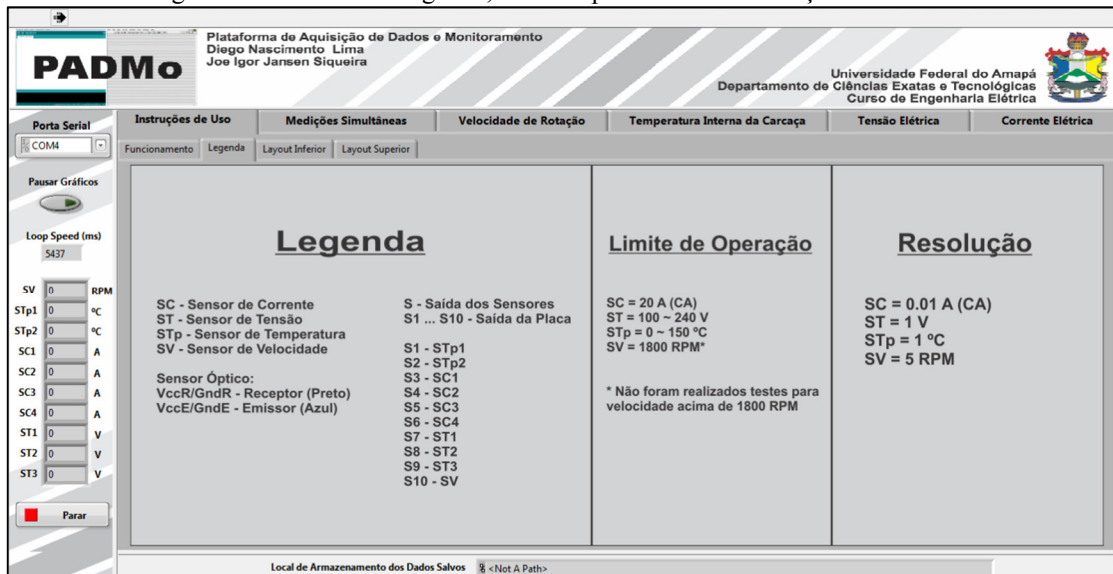 Plataforma de Aquisição de Dados e Monitoramento
Diego Nascimento Lima
Joe Igor Jansen Siqueira
PADMo
Universidade Federal do Amapá
Departamento de Ciências Exatas e Tecnológicas
Curso de Engenharia Elétrica
Porta Serial
COM4
Pausar Gráficos
Loop Speed (ms)
5437
SV 0 RPM
STp1 0 ºC
STp2 0 ºC
SC1 0 A
SC2 0 A
SC3 0 A
SC4 0 A
ST1 0 V
ST2 0 V
ST3 0 V
Parar
Instruções de Uso Medições Simultâneas Velocidade de Rotação Temperatura Interna da Carcaça Tensão Elétrica Corrente Elétrica
Funcionamento Legenda Layout Inferior Layout Superior
Legenda
SC - Sensor de Corrente
ST - Sensor de Tensão
STp - Sensor de Temperatura
SV - Sensor de Velocidade
Sensor Óptico:
VccR/GndR - Receptor (Preto)
VccE/GndE - Emissor (Azul)
S - Saída dos Sensores
S1 ... S10 - Saída da Placa
S1 - STp1
S2 - STp2
S3 - SC1
S4 - SC2
S5 - SC3
S6 - SC4
S7 - ST1
S8 - ST2
S9 - ST3
S10 - SV
Limite de Operação
SC = 20 A (CA)
ST = 100 ~ 240 V
STp = 0 ~ 150 ºC
SV = 1800 RPM*
* Não foram realizados testes para
velocidade acima de 1800 RPM
Resolução
SC = 0.01 A (CA)
ST = 1 V
STp = 1 ºC
SV = 5 RPM
Local de Armazenamento dos Dados Salvos <Not A Path>